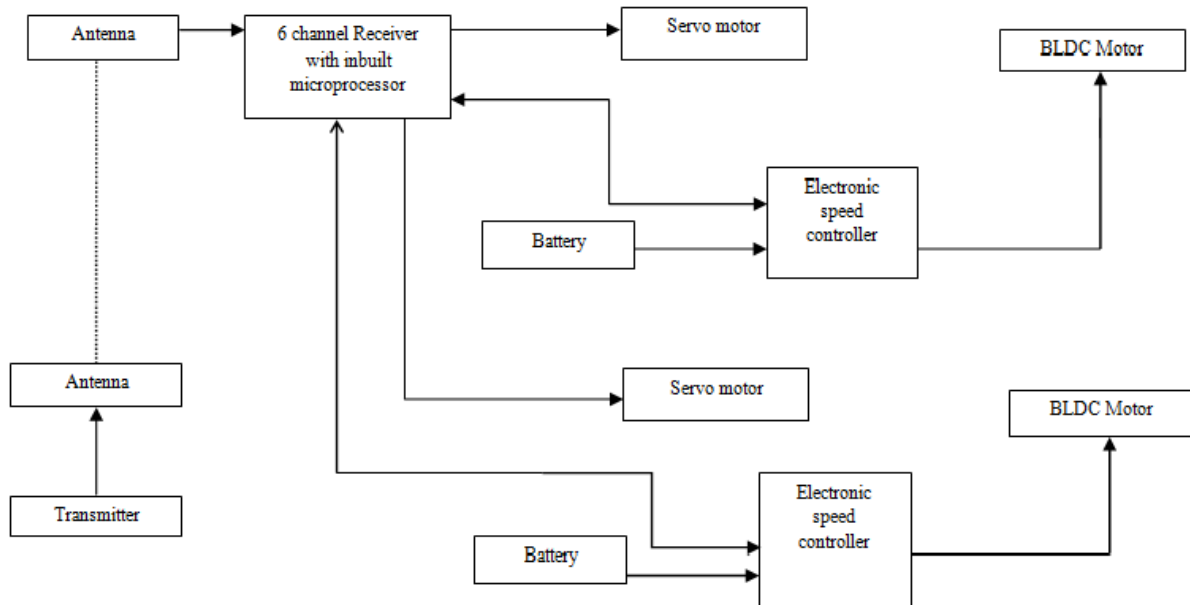 Antenna
6 channel Receiver
with inbuilt
microprocessor
Servo motor
BLDC Motor
Electronic
speed
controller
Battery
Antenna
Servo motor
BLDC Motor
Transmitter
Electronic
speed
controller
Battery